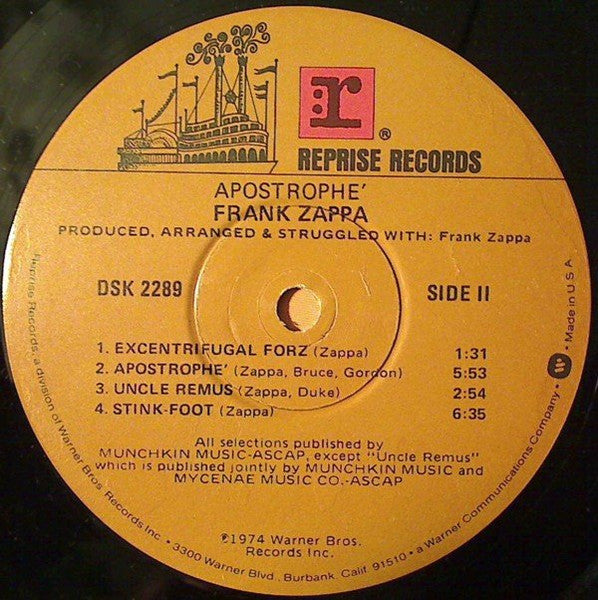 r
®
REPRISE RECORDS
APOSTROPHE'
FRANK ZAPPA
PRODUCED, ARRANGED & STRUGGLED WITH: Frank Zappa
DSK 2289
SIDE II
1. EXCENTRIFUGAL FORZ (Zappa) 1:31
2. APOSTROPHE' (Zappa, Bruce, Gordon) 5:53
3. UNCLE REMUS (Zappa, Duke) 2:54
4. STINK-FOOT (Zappa) 6:35
All selections published by
MUNCHKIN MUSIC-ASCAP, except "Uncle Remus"
which is published jointly by MUNCHKIN MUSIC and
MYCENAE MUSIC CO.-ASCAP
℗1974 Warner Bros.
Records Inc.
Reprise Records, a division of Warner Bros. Records Inc. • 3300 Warner Blvd., Burbank, Calif. 91510 • a Warner Communications Company • W • Made in U S A